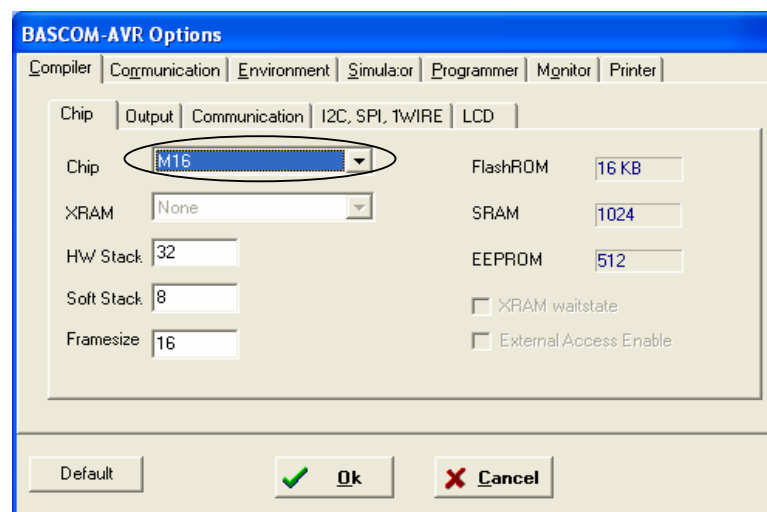 BASCOM-AVR Options
Compiler Communication Environment Simulator Programmer Monitor Printer
Chip Output Communication I2C, SPI, 1WIRE LCD
Chip M16 FlashROM 16 KB
XRAM None SRAM 1024
HW Stack 32 EEPROM 512
Soft Stack 8 XRAM waitstate
Framesize 16 External Access Enable
Default Ok Cancel